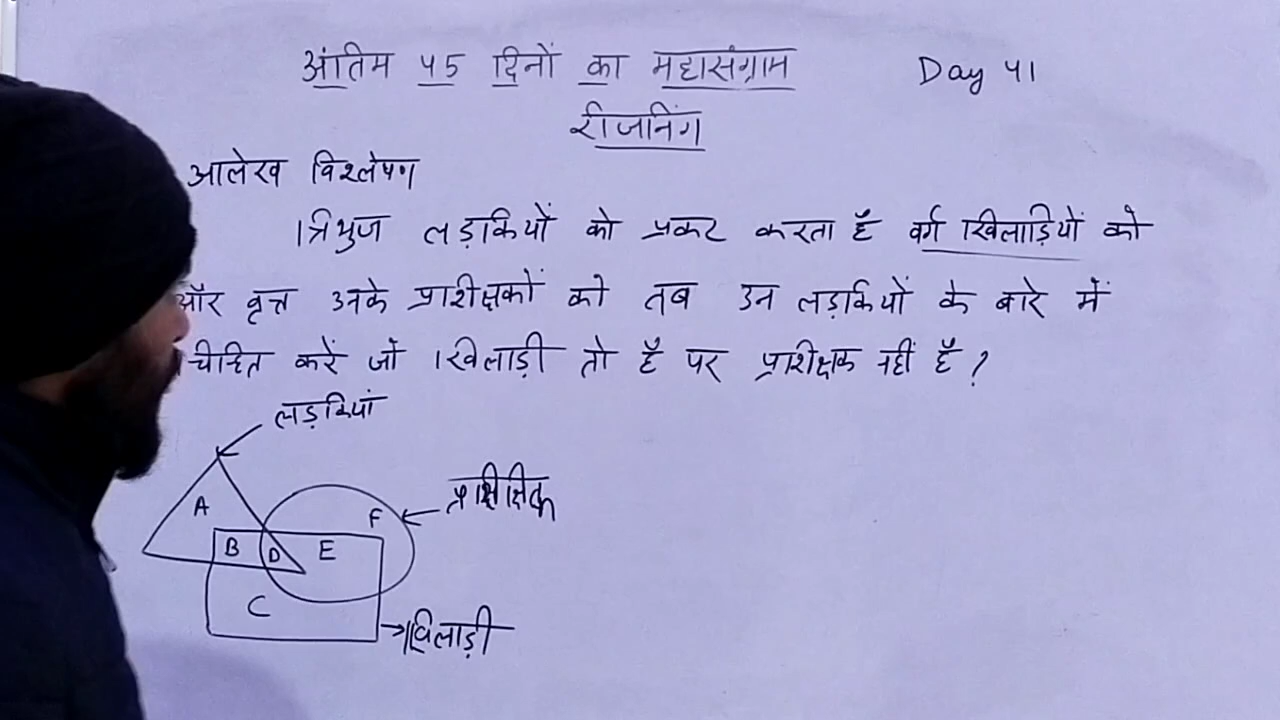 अंतिम 45 दिनों का महासंग्राम Day 41
रीजनिंग
आलेख विश्लेषण
त्रिभुज लड़कियों को प्रकट करता है वर्ग खिलाड़ियों को
और वृत्त उनके प्रशीक्षकों को तब उन लड़कियों के बारे में
चीहित करें जो खिलाड़ी तो है पर प्रशीक्षक नहीं है ?
लड़कियां
A
F
B
D
E
C
खिलाड़ी